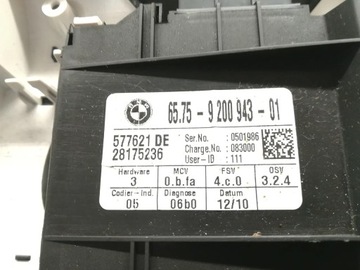 BMW
65.75 - 9 200 943 - 01
577621 DE
28175236
Ser.No. : 0501986
Charge.No. : 083000
User-ID : 111
Hardware MCV FSV OSV
3 0.b.fa 4.c.0 3.2.4
Codier-Ind. Diagnose Datum
05 06b0 12/10